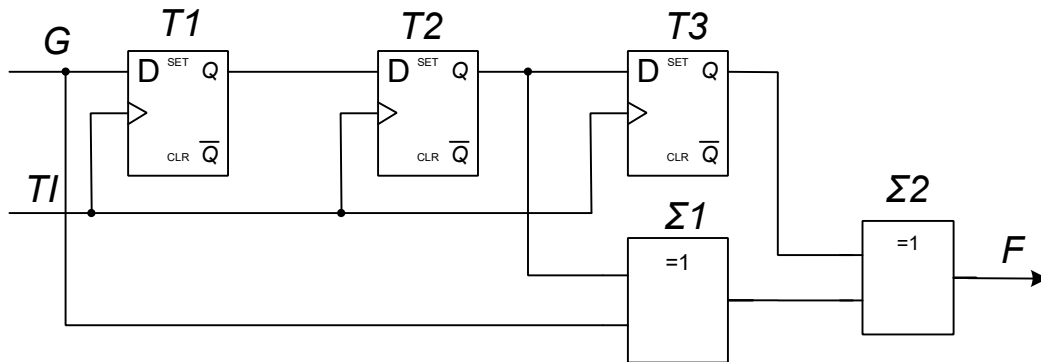 T1
T2
T3
G
D SET Q
D SET Q
D SET Q
CLR Q̅
CLR Q̅
CLR Q̅
TI
Σ1
Σ2
=1
=1
F